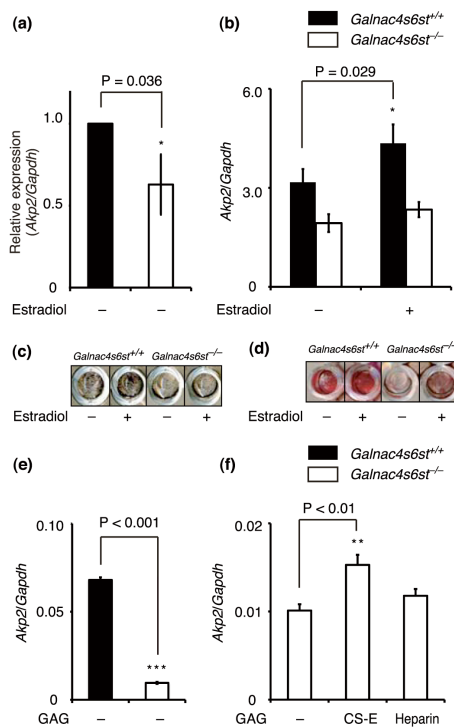 (a)
P = 0.036
*
Relative expression
(Akp2/Gapdh)
1.0
0.5
0
Estradiol – –
(b)
Galnac4s6st+/+
Galnac4s6st–/–
P = 0.029
*
Akp2/Gapdh
6.0
3.0
0
Estradiol – +
(c)
Galnac4s6st+/+ Galnac4s6st–/–
Estradiol – + – +
(d)
Galnac4s6st+/+ Galnac4s6st–/–
Estradiol – + – +
(e)
P < 0.001
***
Akp2/Gapdh
0.10
0.05
0
GAG – –
Galnac4s6st+/+
Galnac4s6st–/–
(f)
P < 0.01
**
Akp2/Gapdh
0.02
0.01
0
GAG – CS-E Heparin